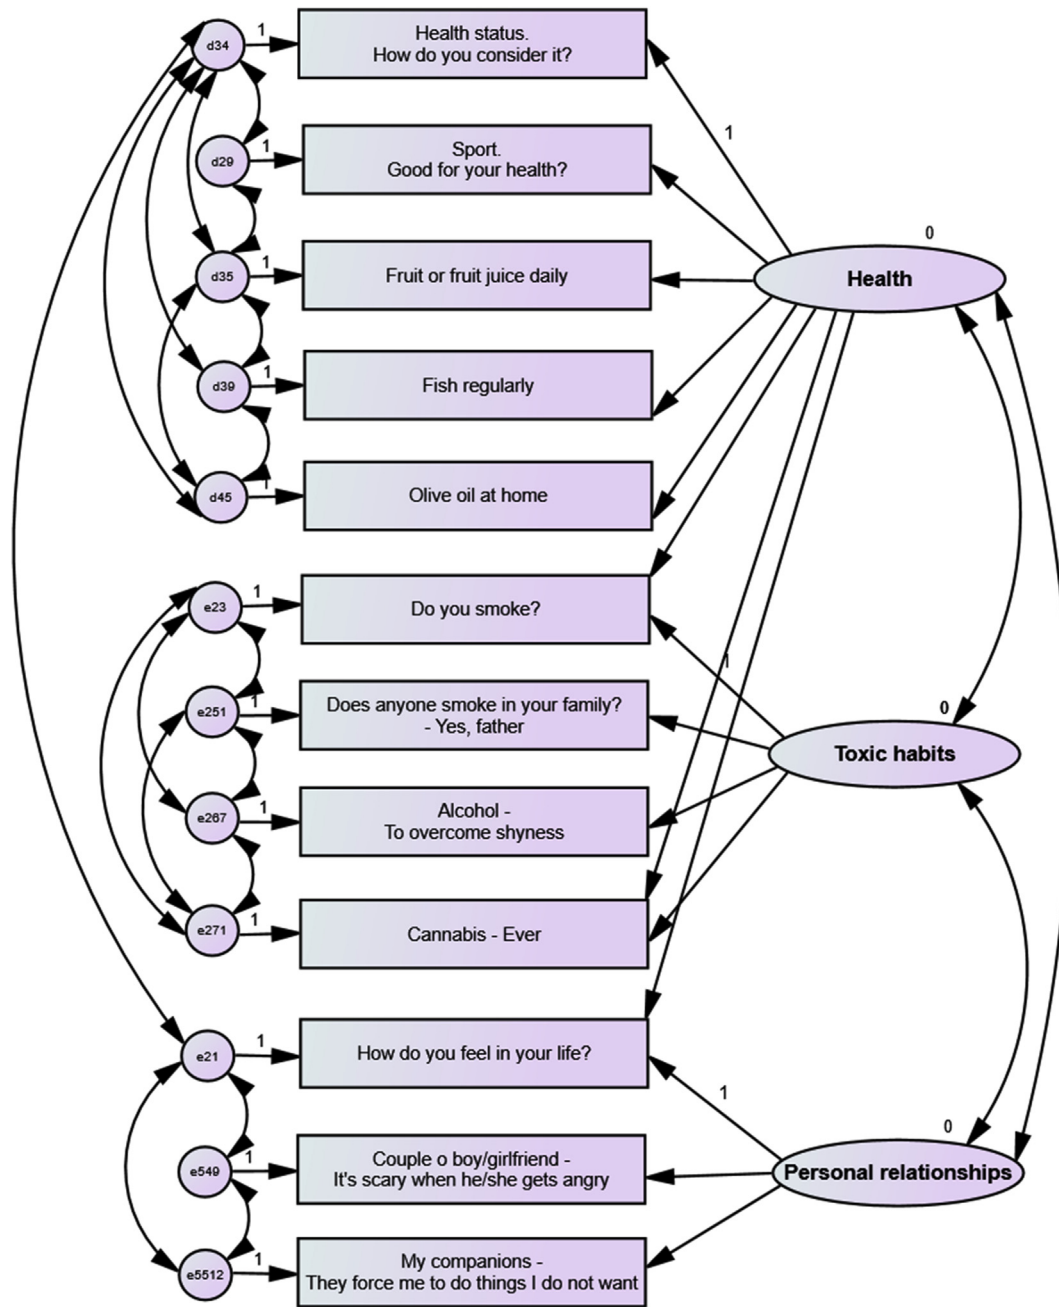 d34
1
Health status.
How do you consider it?
1
d29
1
Sport.
Good for your health?
0
d35
1
Fruit or fruit juice daily
Health
d39
1
Fish regularly
d45
1
Olive oil at home
e23
1
Do you smoke?
1
e251
1
Does anyone smoke in your family?
- Yes, father
0
Toxic habits
e267
1
Alcohol -
To overcome shyness
e271
1
Cannabis - Ever
e21
1
How do you feel in your life?
1
0
e549
1
Couple o boy/girlfriend -
It's scary when he/she gets angry
Personal relationships
e5512
1
My companions -
They force me to do things I do not want